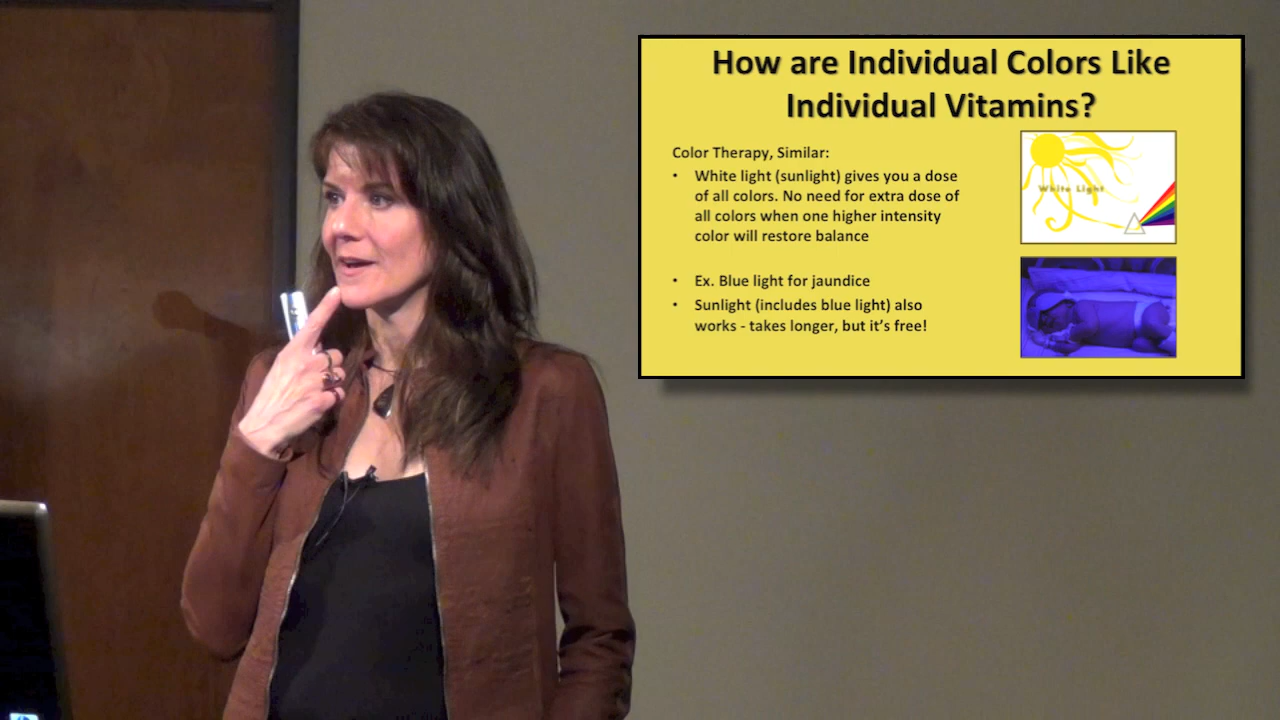 How are Individual Colors Like
Individual Vitamins?
Color Therapy, Similar:
• White light (sunlight) gives you a dose
of all colors. No need for extra dose of
all colors when one higher intensity
color will restore balance
• Ex. Blue light for jaundice
• Sunlight (includes blue light) also
works - takes longer, but it’s free!
White Light